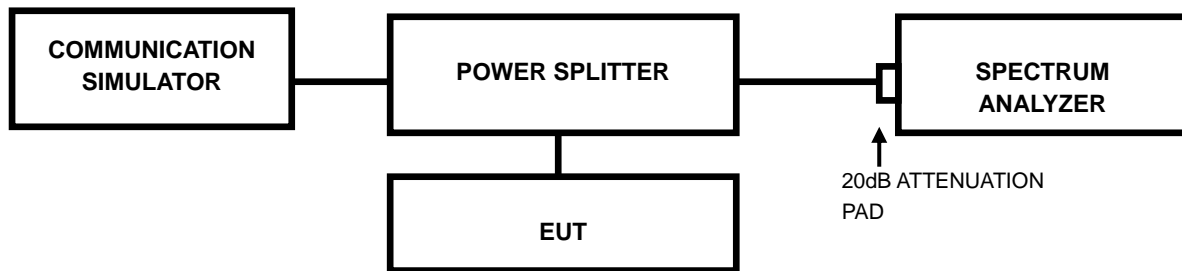 COMMUNICATION
SIMULATOR
POWER SPLITTER
SPECTRUM
ANALYZER
20dB ATTENUATION
PAD
EUT